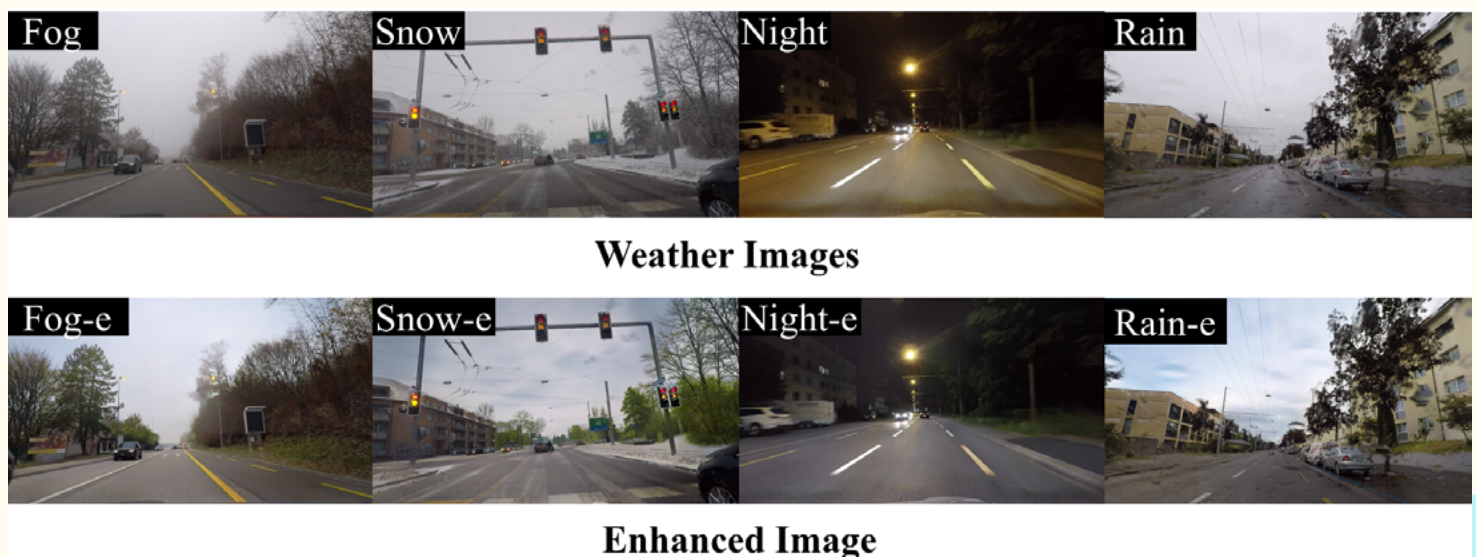 Fog
Snow
Night
Rain
Weather Images
Fog-e
Snow-e
Night-e
Rain-e
Enhanced Image